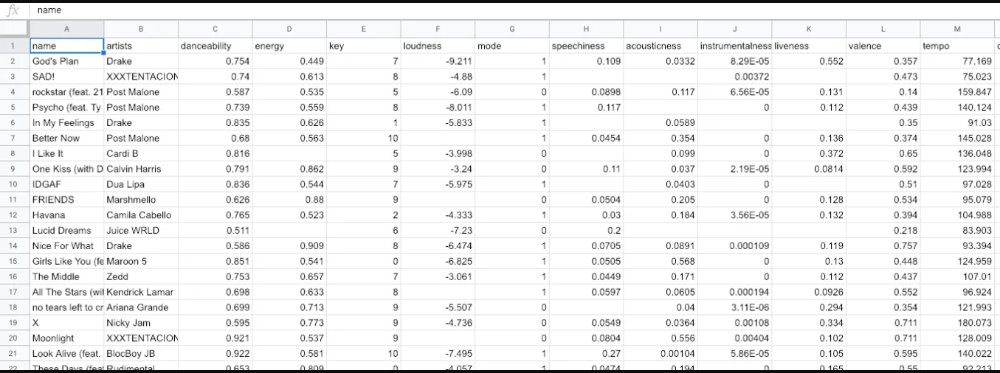 fx name
A B C D E F G H I J K L M
1 name artists danceability energy key loudness mode speechiness acousticness instrumentalness liveness valence tempo
2 God's Plan Drake 0.754 0.449 7 -9.211 1 0.109 0.0332 8.29E-05 0.552 0.357 77.169
3 SAD! XXXTENTACION 0.74 0.613 8 -4.88 1 0.00372 0.473 75.023
4 rockstar (feat. 21 Post Malone 0.587 0.535 5 -6.09 0 0.0898 0.117 6.56E-05 0.131 0.14 159.847
5 Psycho (feat. Ty Post Malone 0.739 0.559 8 -8.011 1 0.117 0 0.112 0.439 140.124
6 In My Feelings Drake 0.835 0.626 1 -5.833 1 0.0589 0.35 91.03
7 Better Now Post Malone 0.68 0.563 10 1 0.0454 0.354 0 0.136 0.374 145.028
8 I Like It Cardi B 0.816 5 -3.998 0 0.099 0 0.372 0.65 136.048
9 One Kiss (with D Calvin Harris 0.791 0.862 9 -3.24 0 0.11 0.037 2.19E-05 0.0814 0.592 123.994
10 IDGAF Dua Lipa 0.836 0.544 7 -5.975 1 0.0403 0 0.51 97.028
11 FRIENDS Marshmello 0.626 0.88 9 0 0.0504 0.205 0 0.128 0.534 95.079
12 Havana Camila Cabello 0.765 0.523 2 -4.333 1 0.03 0.184 3.56E-05 0.132 0.394 104.988
13 Lucid Dreams Juice WRLD 0.511 6 -7.23 0 0.2 0.218 83.903
14 Nice For What Drake 0.586 0.909 8 -6.474 1 0.0705 0.0891 0.000109 0.119 0.757 93.394
15 Girls Like You (fe Maroon 5 0.851 0.541 0 -6.825 1 0.0505 0.568 0 0.13 0.448 124.959
16 The Middle Zedd 0.753 0.657 7 -3.061 1 0.0449 0.171 0 0.112 0.437 107.01
17 All The Stars (wit Kendrick Lamar 0.698 0.633 8 1 0.0597 0.0605 0.000194 0.0926 0.552 96.924
18 no tears left to cr Ariana Grande 0.699 0.713 9 -5.507 0 0.04 3.11E-06 0.294 0.354 121.993
19 X Nicky Jam 0.595 0.773 9 -4.736 0 0.0549 0.0364 0.00108 0.334 0.711 180.073
20 Moonlight XXXTENTACION 0.921 0.537 9 0 0.0804 0.556 0.00404 0.102 0.711 128.009
21 Look Alive (feat. BlocBoy JB 0.922 0.581 10 -7.495 1 0.27 0.00104 5.86E-05 0.105 0.595 140.022
22 These Days (feat Rudimental 0.653 0.809 0 -4.057 1 0.0474 0.194 0 0.165 0.55 92.213